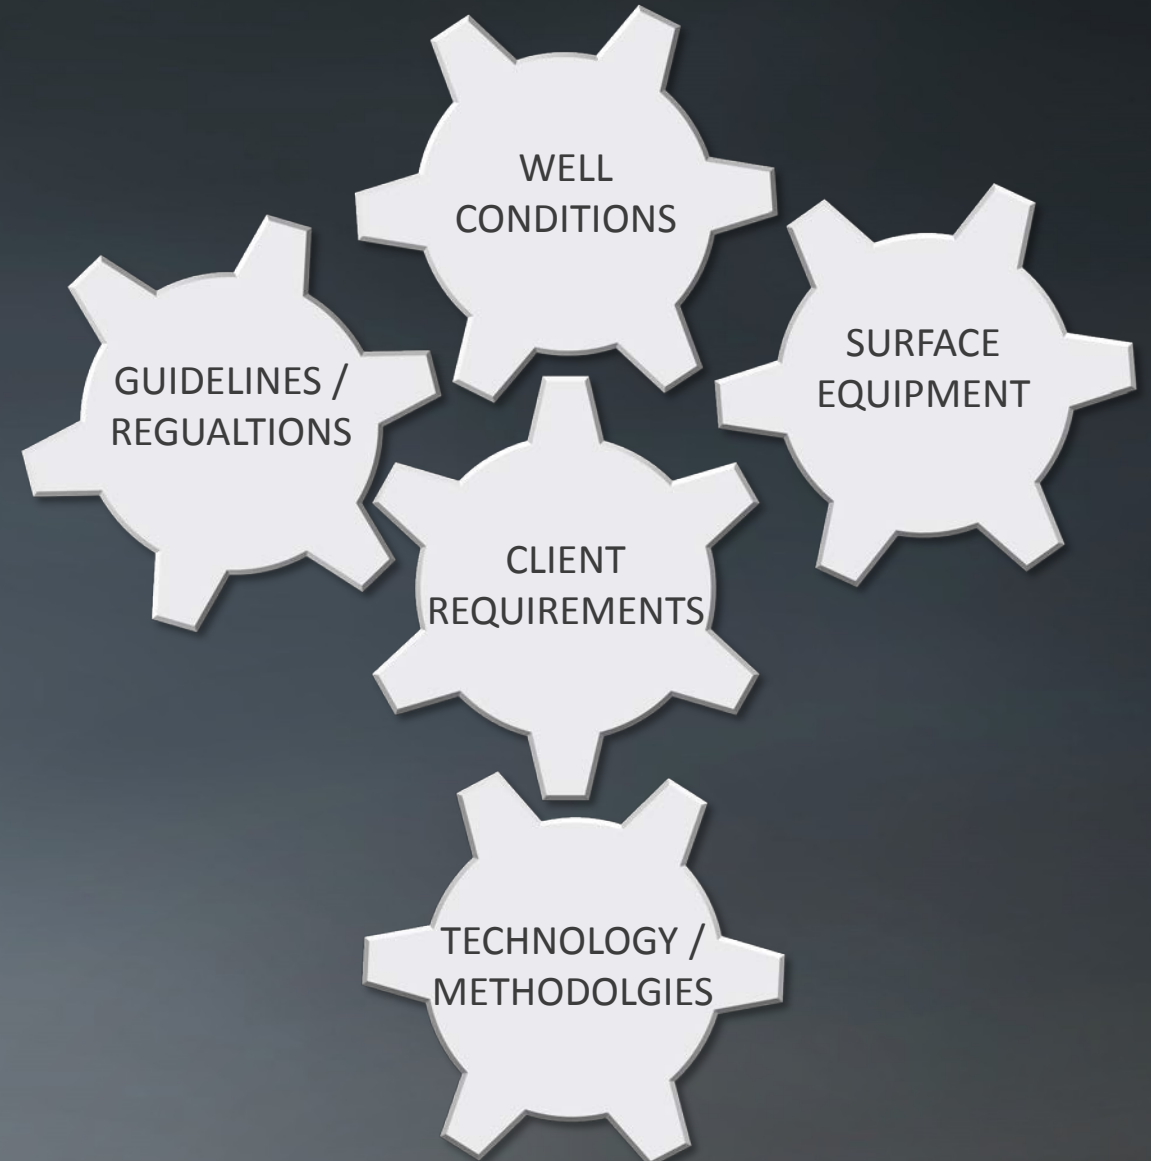 WELL
CONDITIONS
SURFACE
EQUIPMENT
GUIDELINES /
REGUALTIONS
CLIENT
REQUIREMENTS
TECHNOLOGY /
METHODOLGIES